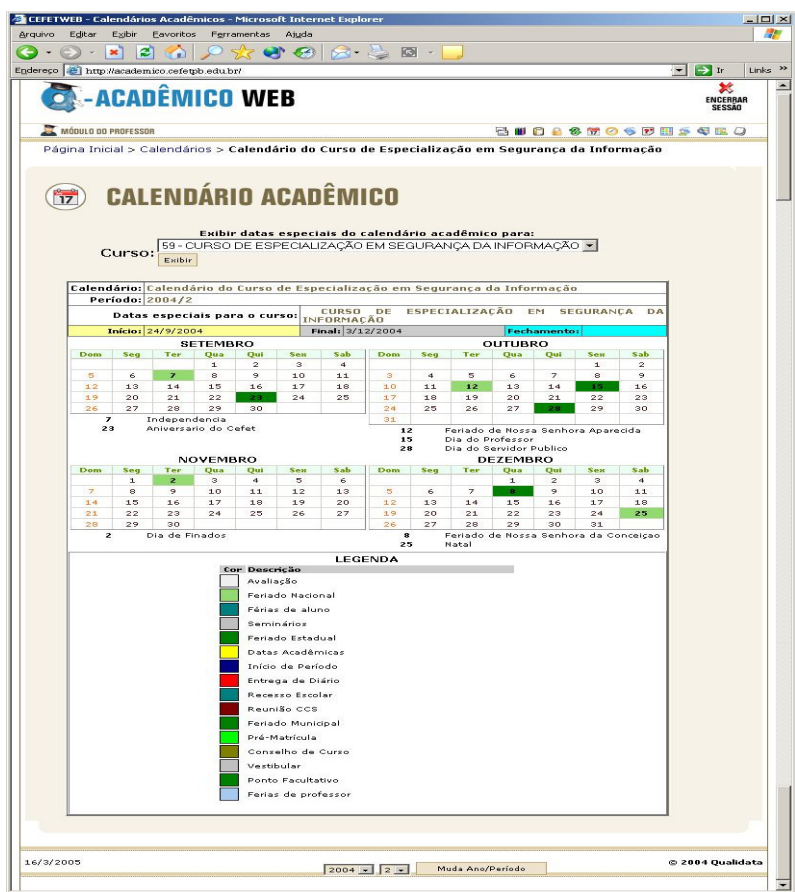 CEFETWEB - Calendários Acadêmicos - Microsoft Internet Explorer
Arquivo Editar Exibir Favoritos Ferramentas Ajuda
Endereço http://academico.cefetpb.edu.br/ Ir Links »
Q-ACADÊMICO WEB
ENCERRAR
SESSÃO
MÓDULO DO PROFESSOR
Página Inicial > Calendários > Calendário do Curso de Especialização em Segurança da Informação
17 CALENDÁRIO ACADÊMICO
Exibir datas especiais do calendário acadêmico para:
Curso: 59 - CURSO DE ESPECIALIZAÇÃO EM SEGURANÇA DA INFORMAÇÃO
Exibir
Calendário: Calendário do Curso de Especialização em Segurança da Informação
Período: 2004/2
Datas especiais para o curso: CURSO DE ESPECIALIZAÇÃO EM SEGURANÇA DA
INFORMAÇÃO
Início: 24/9/2004 Final: 3/12/2004 Fechamento:
SETEMBRO
Dom Seg Ter Qua Qui Sex Sab
1 2 3 4
5 6 7 8 9 10 11
12 13 14 15 16 17 18
19 20 21 22 23 24 25
26 27 28 29 30
7 Independencia
23 Aniversario do Cefet
OUTUBRO
Dom Seg Ter Qua Qui Sex Sab
1 2
3 4 5 6 7 8 9
10 11 12 13 14 15 16
17 18 19 20 21 22 23
24 25 26 27 28 29 30
31
12 Feriado de Nossa Senhora Aparecida
15 Dia do Professor
28 Dia do Servidor Publico
NOVEMBRO
Dom Seg Ter Qua Qui Sex Sab
1 2 3 4 5 6
7 8 9 10 11 12 13
14 15 16 17 18 19 20
21 22 23 24 25 26 27
28 29 30
2 Dia de Finados
DEZEMBRO
Dom Seg Ter Qua Qui Sex Sab
1 2 3 4
5 6 7 8 9 10 11
12 13 14 15 16 17 18
19 20 21 22 23 24 25
26 27 28 29 30 31
8 Feriado de Nossa Senhora da Conceiçao
25 Natal
LEGENDA
Cor Descrição
Avaliação
Feriado Nacional
Férias de aluno
Seminários
Feriado Estadual
Datas Acadêmicas
Início de Período
Entrega de Diário
Recesso Escolar
Reunião CCS
Feriado Municipal
Pré-Matrícula
Conselho de Curso
Vestibular
Ponto Facultativo
Ferias de professor
16/3/2005 © 2004 Qualidata
2004 2 Muda Ano/Período